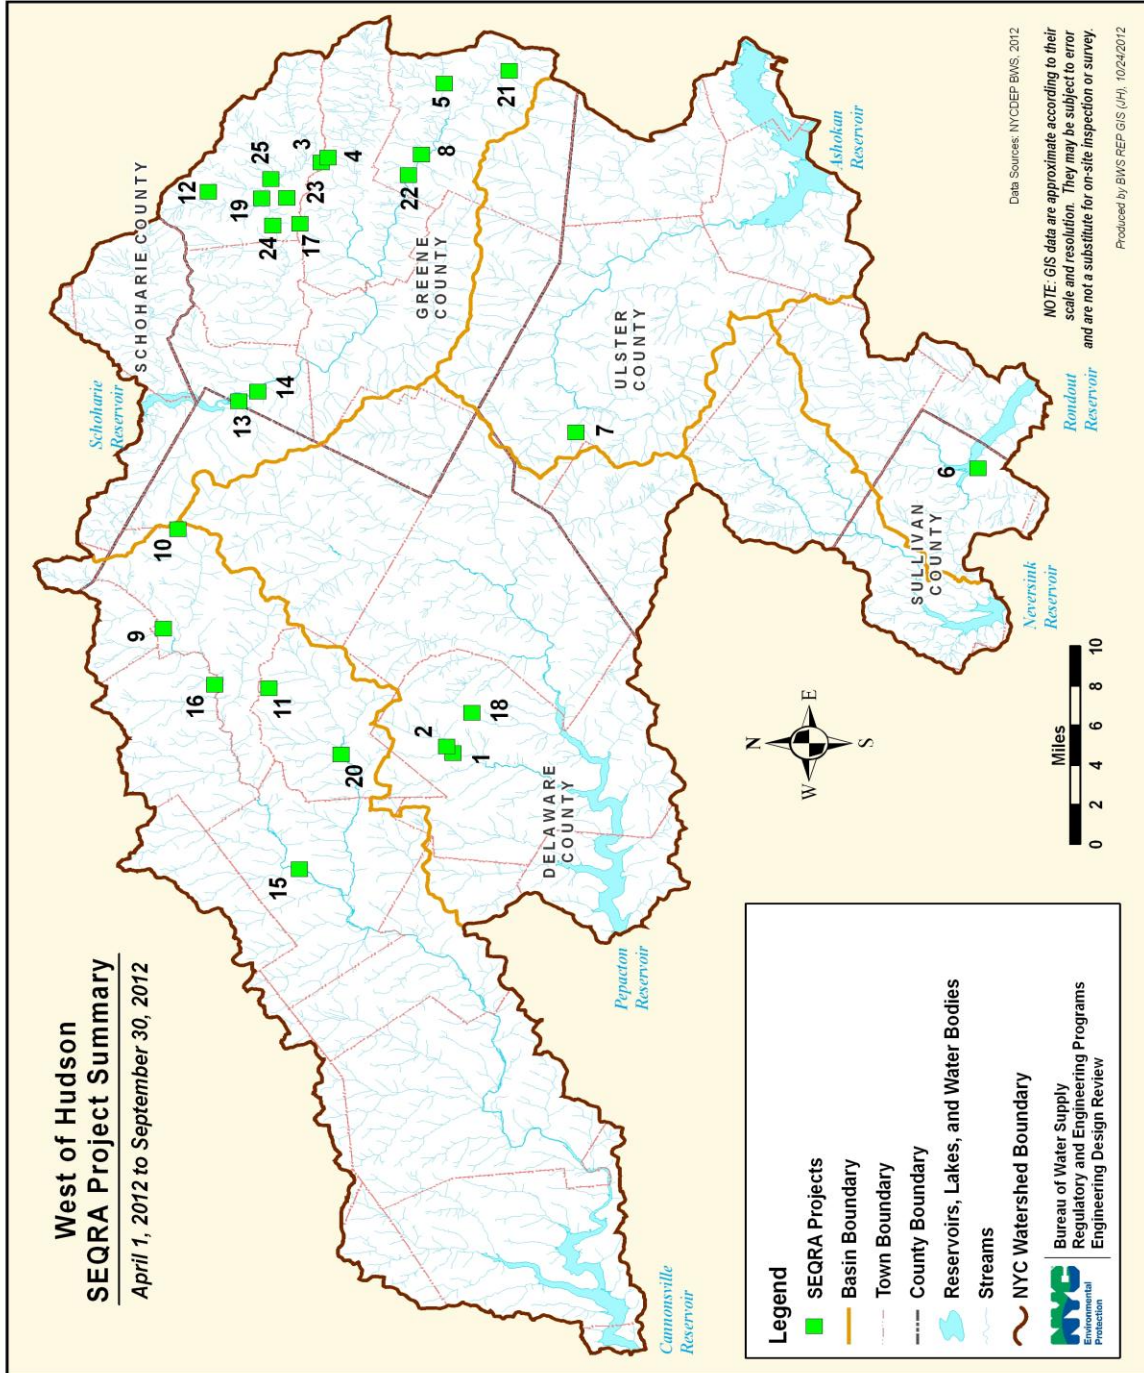 West of Hudson
SEQRA Project Summary
April 1, 2012 to September 30, 2012
SCHOHARIE COUNTY
Schoharie
Reservoir
12
19
25
24
17
23
3
4
5
21
22
8
13
14
10
9
16
11
20
15
2
1
18
7
6
GREENE
COUNTY
ULSTER
COUNTY
DELAWARE
COUNTY
SULLIVAN
COUNTY
Ashokan
Reservoir
Pepacton
Reservoir
Cannonsville
Reservoir
Neversink
Reservoir
Rondout
Reservoir
N
W
E
S
Miles
0 2 4 6 8 10
Legend
SEQRA Projects
Basin Boundary
Town Boundary
County Boundary
Reservoirs, Lakes, and Water Bodies
Streams
NYC Watershed Boundary
NYC
Environmental
Protection
Bureau of Water Supply
Regulatory and Engineering Programs
Engineering Design Review
Data Sources: NYCDEP BWS, 2012
NOTE: GIS data are approximate according to their
scale and resolution. They may be subject to error
and are not a substitute for on-site inspection or survey.
Produced by BWS REP GIS (JH), 10/24/2012